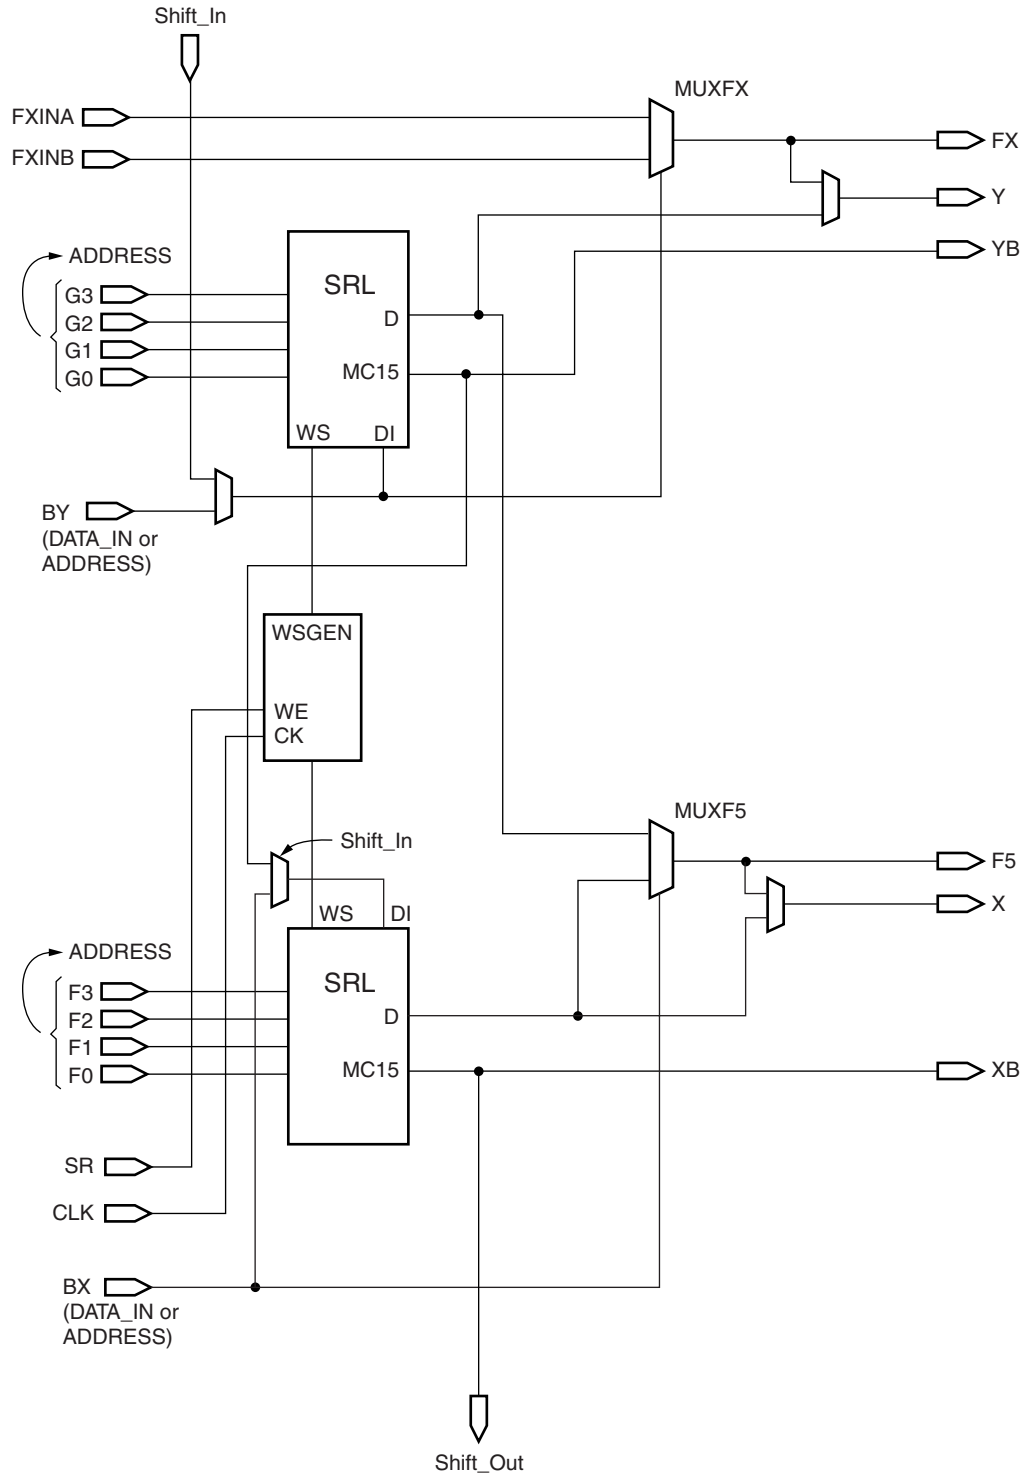 Shift_In
MUXFX
FXINA
FX
FXINB
Y
YB
ADDRESS
SRL
G3
G2
D
G1
MC15
G0
WS
DI
BY
(DATA_IN or
ADDRESS)
WSGEN
WE
CK
MUXF5
Shift_In
F5
X
WS
DI
ADDRESS
SRL
F3
F2
D
F1
MC15
XB
F0
SR
CLK
BX
(DATA_IN or
ADDRESS)
Shift_Out